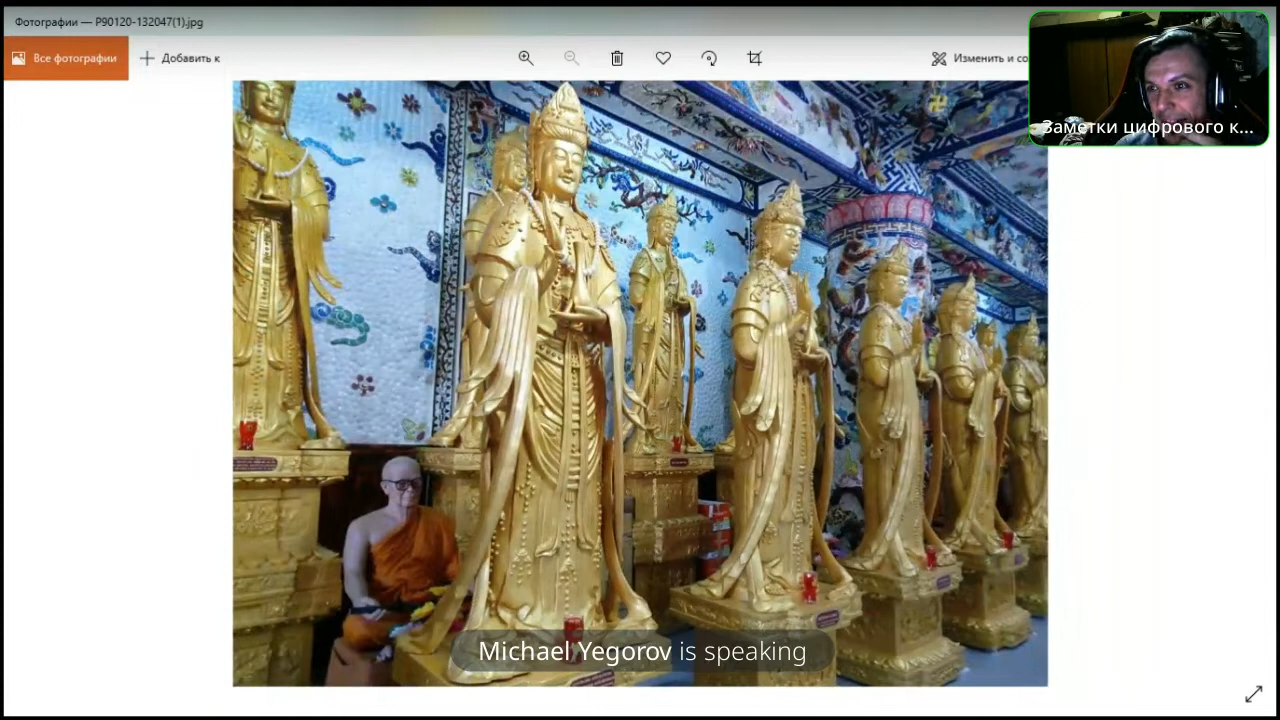 Фотографии — P90120-132047(1).jpg
Все фотографии
Добавить к
Изменить и со
Заметки цифрового к...
Michael Yegorov is speaking